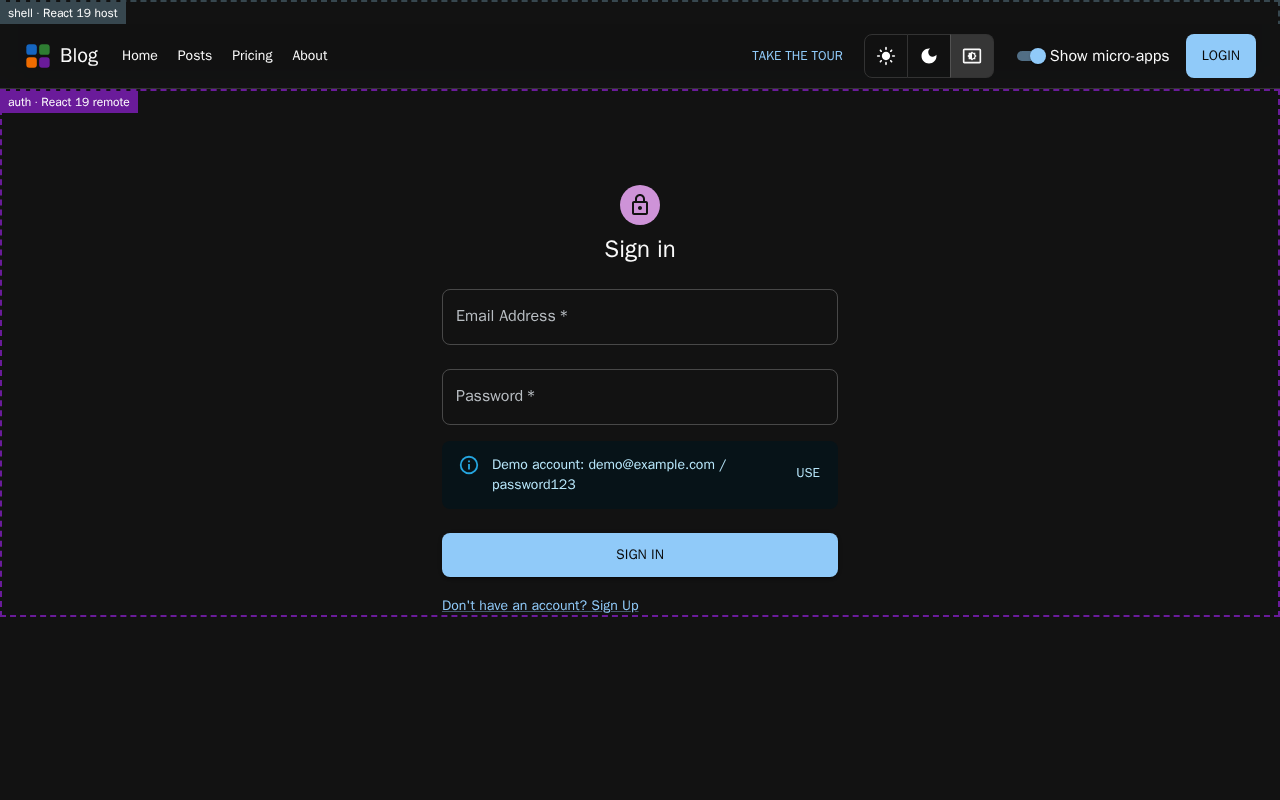 shell · React 19 host
Blog Home Posts Pricing About TAKE THE TOUR Show micro-apps LOGIN
auth · React 19 remote
Sign in
Email Address *
Password *
Demo account: demo@example.com /
password123
USE
SIGN IN
Don't have an account? Sign Up